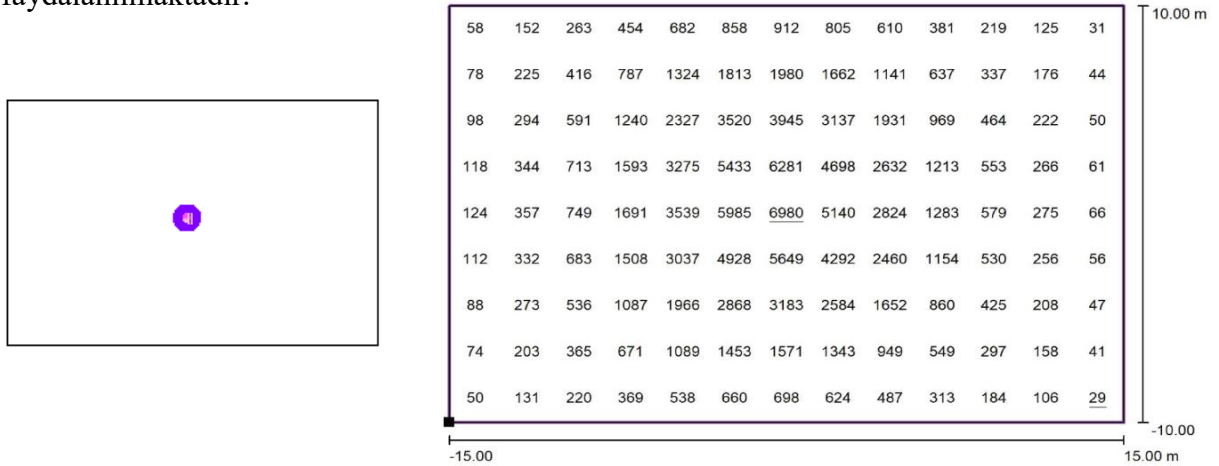 faydalanılmaktadır.
10.00 m
58 152 263 454 682 858 912 805 610 381 219 125 31
78 225 416 787 1324 1813 1980 1662 1141 637 337 176 44
98 294 591 1240 2327 3520 3945 3137 1931 969 464 222 50
118 344 713 1593 3275 5433 6281 4698 2632 1213 553 266 61
124 357 749 1691 3539 5985 6980 5140 2824 1283 579 275 66
112 332 683 1508 3037 4928 5649 4292 2460 1154 530 256 56
88 273 536 1087 1966 2868 3183 2584 1652 860 425 208 47
74 203 365 671 1089 1453 1571 1343 949 549 297 158 41
50 131 220 369 538 660 698 624 487 313 184 106 29
-10.00
-15.00 15.00 m